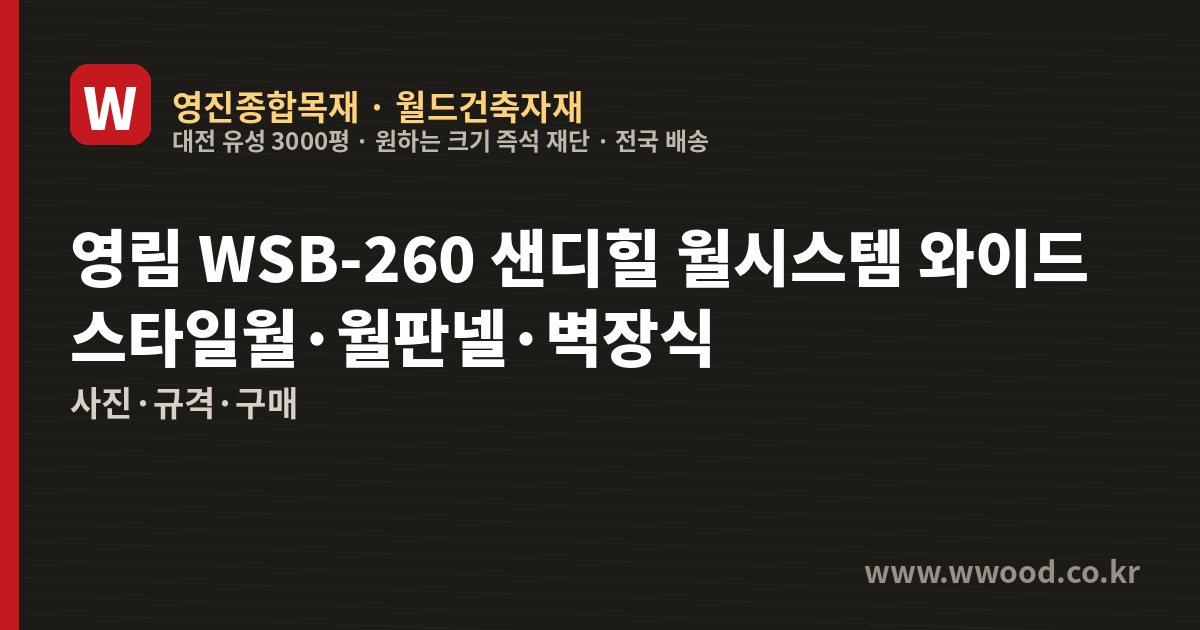 W
영진종합목재 · 월드건축자재
대전 유성 3000평 · 원하는 크기 즉석 재단 · 전국 배송
영림 WSB-260 샌디힐 월시스템 와이드
스타일월·월판넬·벽장식
사진·규격·구매
www.wwood.co.kr